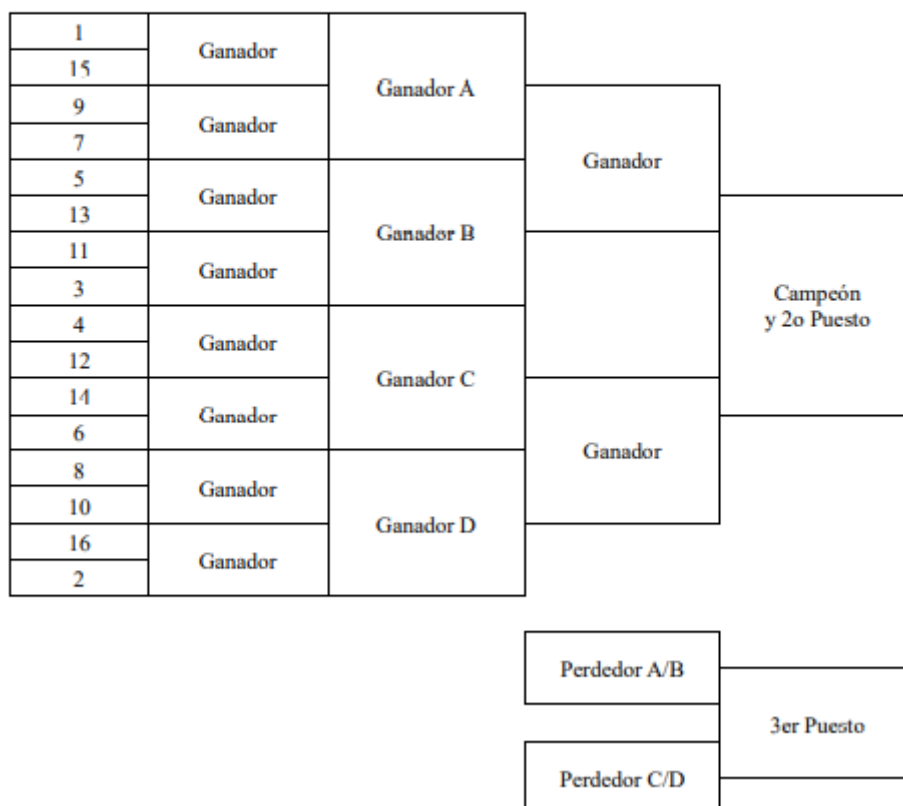 1
15
Ganador
9
7
Ganador
Ganador A
5
13
Ganador
11
3
Ganador
Ganador B
Ganador
4
12
Ganador
14
6
Ganador
Ganador C
8
10
Ganador
16
2
Ganador
Ganador D
Ganador
Campeón
y 2o Puesto
Perdedor A/B
Perdedor C/D
3er Puesto